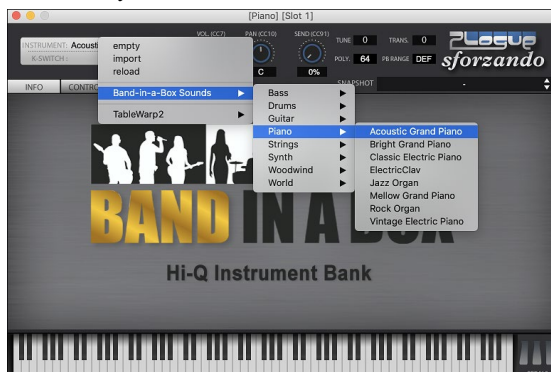 [Piano] [Slot 1]
INSTRUMENT: Acousti
K-SWITCH :
VOL. (CC7)
PAN (CC10)
SEND (CC91)
C
0%
TUNE 0
TRANS. 0
POLY. 64
PB RANGE DEF
Plogue
sforzando
INFO
CONTRO
SNAPSHOT
-
empty
import
reload
Band-in-a-Box Sounds
TableWarp2
Bass
Drums
Guitar
Piano
Strings
Synth
Woodwind
World
Acoustic Grand Piano
Bright Grand Piano
Classic Electric Piano
ElectricClav
Jazz Organ
Mellow Grand Piano
Rock Organ
Vintage Electric Piano
BAND IN A BOX
Hi-Q Instrument Bank